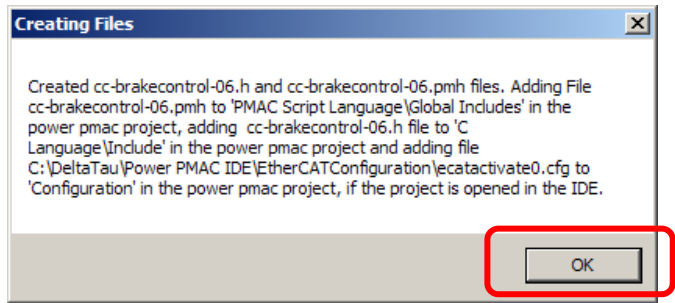 Creating Files
Created cc-brakecontrol-06.h and cc-brakecontrol-06.pmh files. Adding File
cc-brakecontrol-06.pmh to 'PMAC Script Language\Global Includes' in the
power pmac project, adding  cc-brakecontrol-06.h file to 'C
Language\Include' in the power pmac project and adding file
C:\DeltaTau\Power PMAC IDE\EtherCATConfiguration\ecatactivate0.cfg to
'Configuration' in the power pmac project, if the project is opened in the IDE.
OK